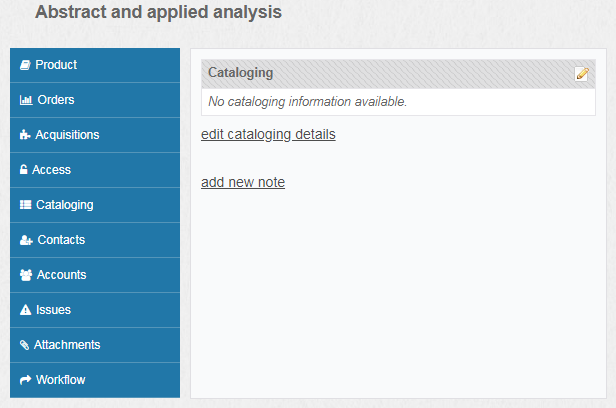 Abstract and applied analysis
Product
Orders
Acquisitions
Access
Cataloging
Contacts
Accounts
Issues
Attachments
Workflow
Cataloging
No cataloging information available.
edit cataloging details
add new note